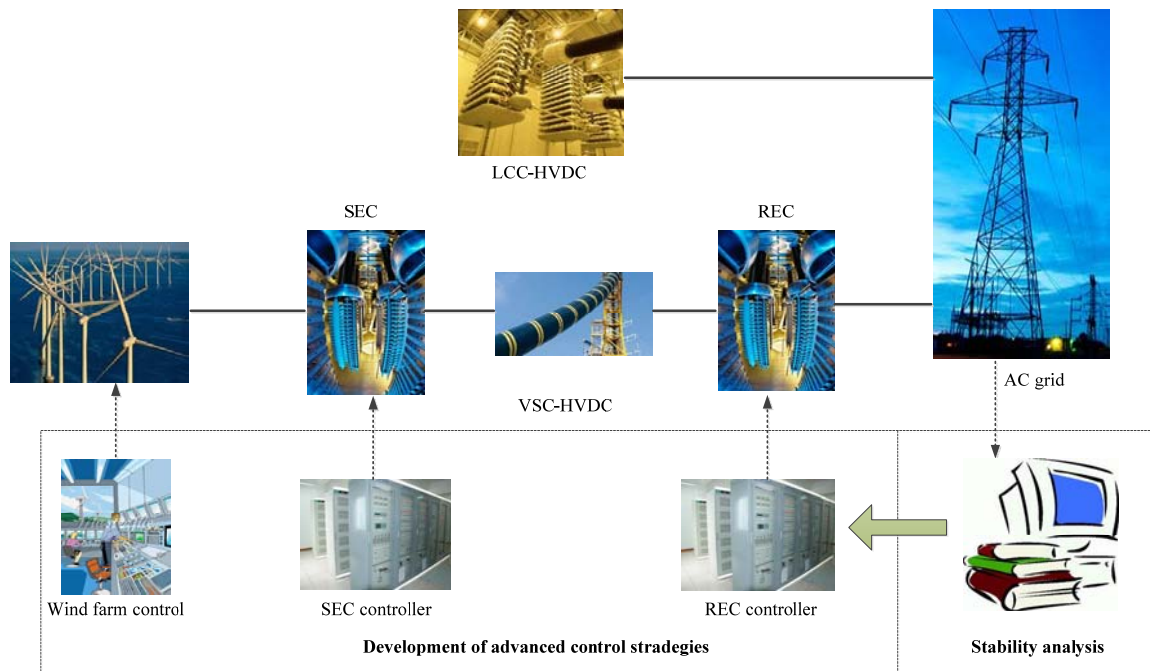 LCC-HVDC
SEC
REC
VSC-HVDC
AC grid
Wind farm control
SEC controller
REC controller
Development of advanced control stradegies
Stability analysis